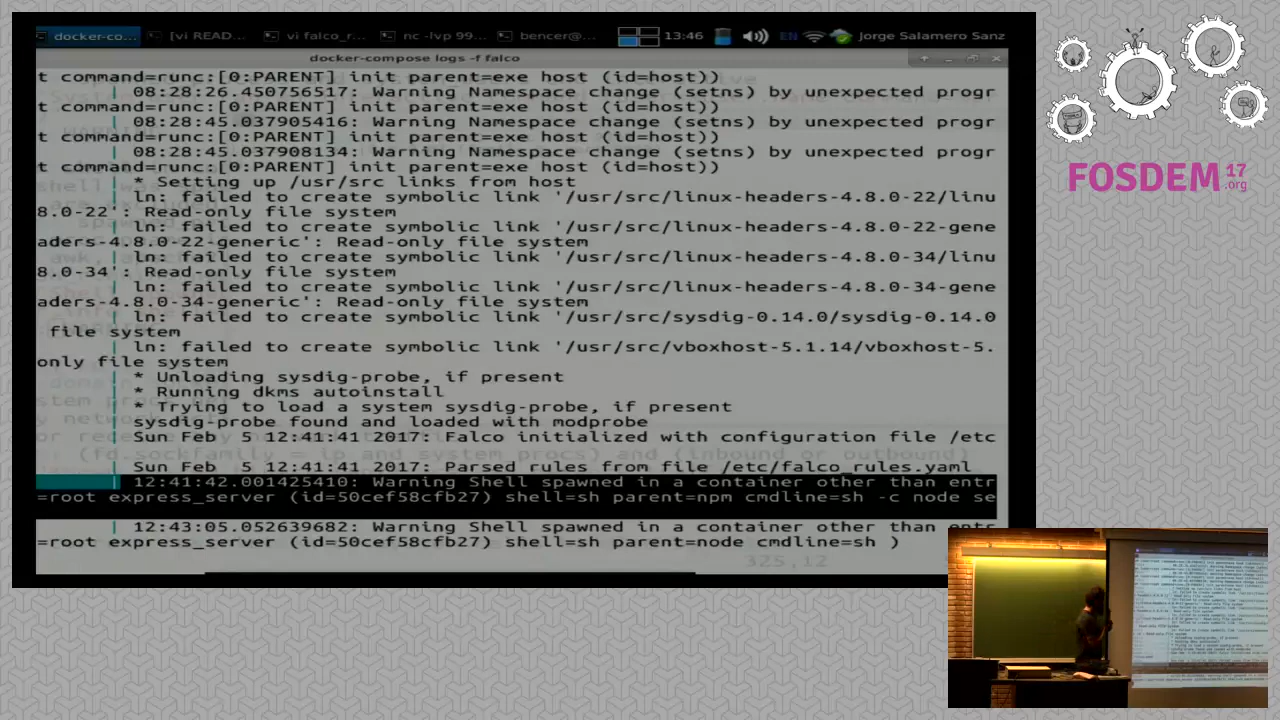 docker-co... [vi READ... vi falco_r... nc -lvp 99... bencer@... 13:46 EN Jorge Salamero Sanz
docker-compose logs -f falco
t command=runc:[0:PARENT] init parent=exe host (id=host))
| 08:28:26.450756517: Warning Namespace change (setns) by unexpected progr
t command=runc:[0:PARENT] init parent=exe host (id=host))
| 08:28:45.037905416: Warning Namespace change (setns) by unexpected progr
t command=runc:[0:PARENT] init parent=exe host (id=host))
| 08:28:45.037908134: Warning Namespace change (setns) by unexpected progr
t command=runc:[0:PARENT] init parent=exe host (id=host))
| * Setting up /usr/src links from host
| ln: failed to create symbolic link '/usr/src/linux-headers-4.8.0-22/linu
8.0-22': Read-only file system
| ln: failed to create symbolic link '/usr/src/linux-headers-4.8.0-22-gene
aders-4.8.0-22-generic': Read-only file system
| ln: failed to create symbolic link '/usr/src/linux-headers-4.8.0-34/linu
8.0-34': Read-only file system
| ln: failed to create symbolic link '/usr/src/linux-headers-4.8.0-34-gene
aders-4.8.0-34-generic': Read-only file system
| ln: failed to create symbolic link '/usr/src/sysdig-0.14.0/sysdig-0.14.0
file system
| ln: failed to create symbolic link '/usr/src/vboxhost-5.1.14/vboxhost-5.
only file system
| * Unloading sysdig-probe, if present
| * Running dkms autoinstall
| * Trying to load a system sysdig-probe, if present
| sysdig-probe found and loaded with modprobe
| Sun Feb  5 12:41:41 2017: Falco initialized with configuration file /etc
(fd.sockfamily = ip and system_procs) and (inbound or outbound)
| Sun Feb  5 12:41:41 2017: Parsed rules from file /etc/falco_rules.yaml
| 12:41:42.001425410: Warning Shell spawned in a container other than entr
=root express_server (id=50cef58cfb27) shell=sh parent=npm cmdline=sh -c node se
| 12:43:05.052639682: Warning Shell spawned in a container other than entr
=root express_server (id=50cef58cfb27) shell=sh parent=node cmdline=sh )
325,12
FOSDEM 17
.org